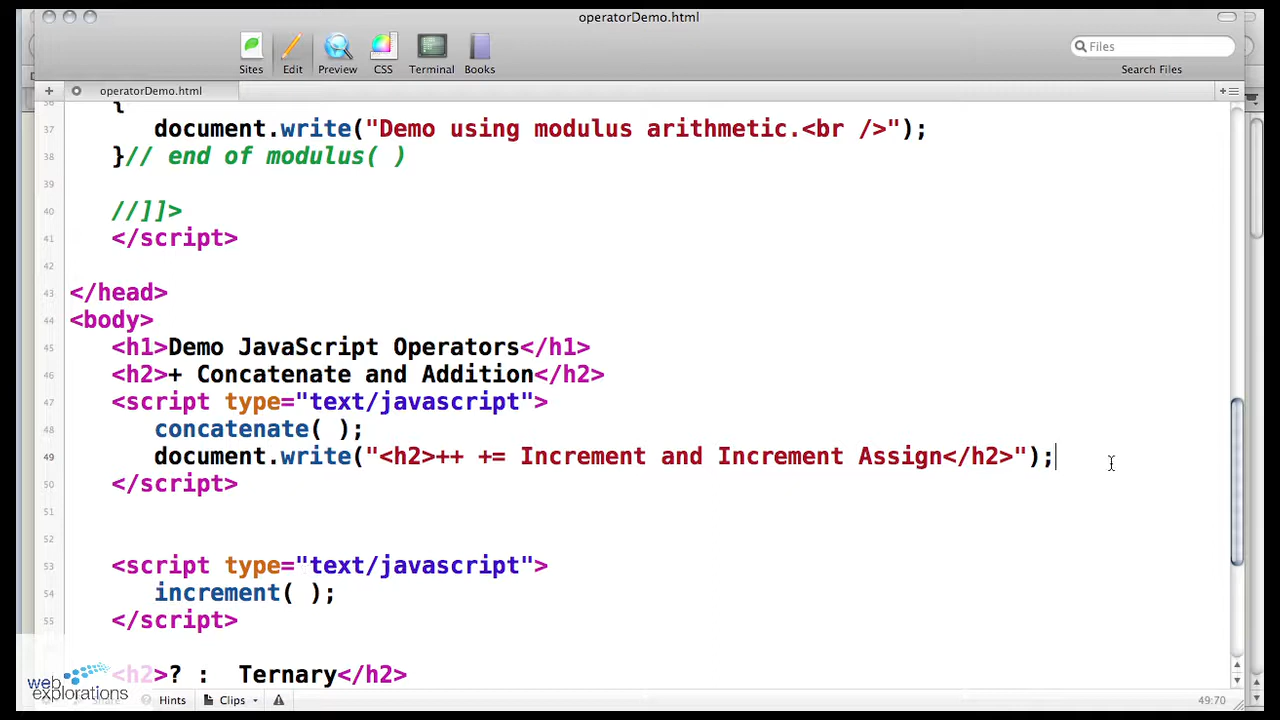 operatorDemo.html
Sites Edit Preview CSS Terminal Books
Files
Search Files
operatorDemo.html
{
37 document.write("Demo using modulus arithmetic.<br />");
38 }// end of modulus( )
39
40 //]]>
41 </script>
42
43 </head>
44 <body>
45 <h1>Demo JavaScript Operators</h1>
46 <h2>+ Concatenate and Addition</h2>
47 <script type="text/javascript">
48 concatenate( );
49 document.write("<h2>++ += Increment and Increment Assign</h2>");
50 </script>
51
52
53 <script type="text/javascript">
54 increment( );
55 </script>
<h2>? : Ternary</h2>
web
explorations
Share Hints Clips 49:70